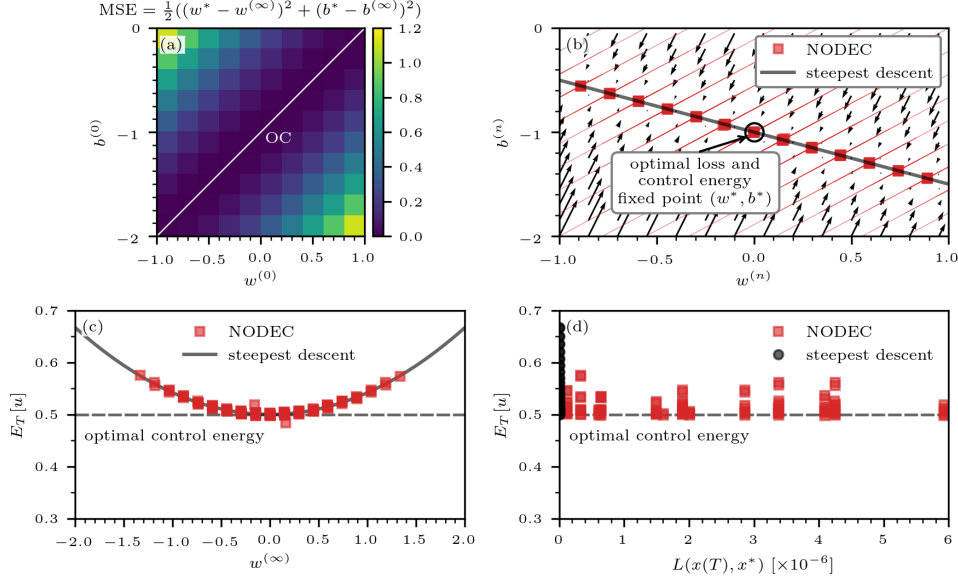 MSE = 1/2((w* − w(∞))² + (b* − b(∞))²)
(a)
OC
0
−1
−2
b(0)
−1.0 −0.5 0.0 0.5 1.0
w(0)
1.2
1.0
0.8
0.6
0.4
0.2
0.0
(b)
NODEC
steepest descent
optimal loss and
control energy
fixed point (w*, b*)
0
−1
−2
b(n)
−1.0 −0.5 0.0 0.5 1.0
w(n)
(c)
NODEC
steepest descent
optimal control energy
0.7
0.6
0.5
0.4
0.3
E_T[u]
−2.0 −1.5 −1.0 −0.5 0.0 0.5 1.0 1.5 2.0
w(∞)
(d)
NODEC
steepest descent
optimal control energy
0.7
0.6
0.5
0.4
0.3
E_T[u]
0 1 2 3 4 5 6
L(x(T), x*) [×10⁻⁶]